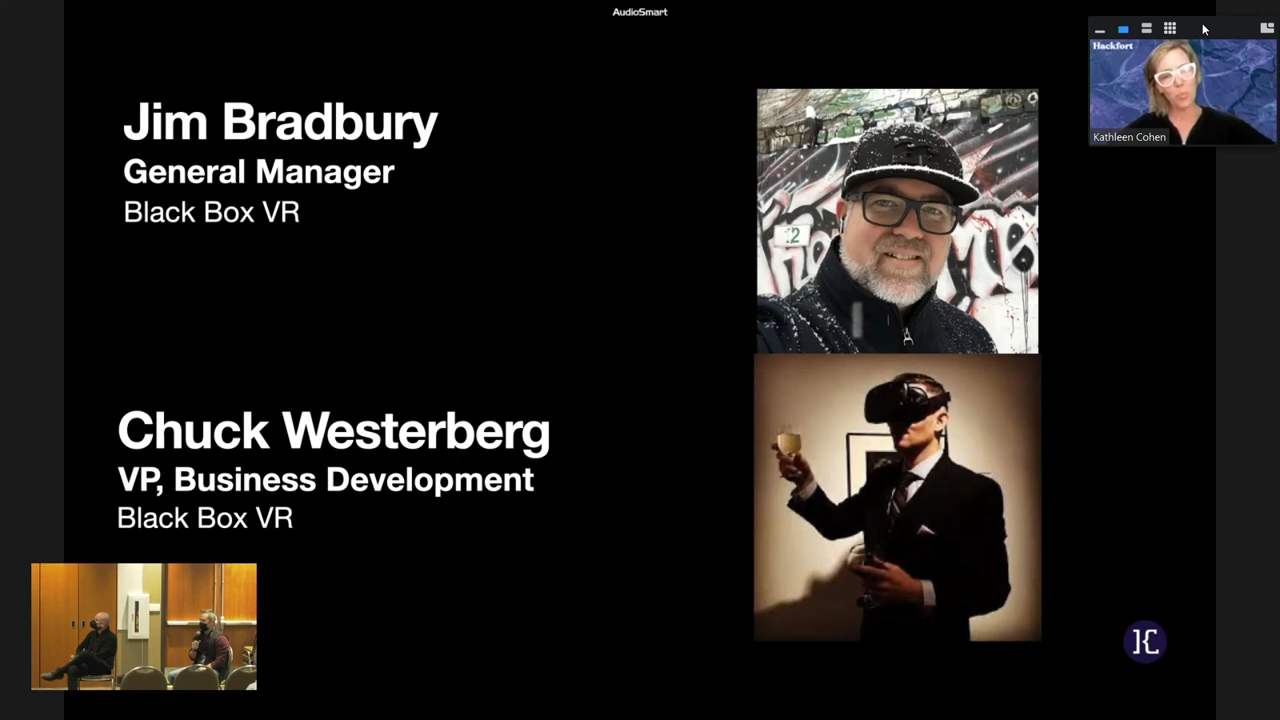 AudioSmart
Hackfort
Kathleen Cohen
Jim Bradbury
General Manager
Black Box VR
12
Chuck Westerberg
VP, Business Development
Black Box VR